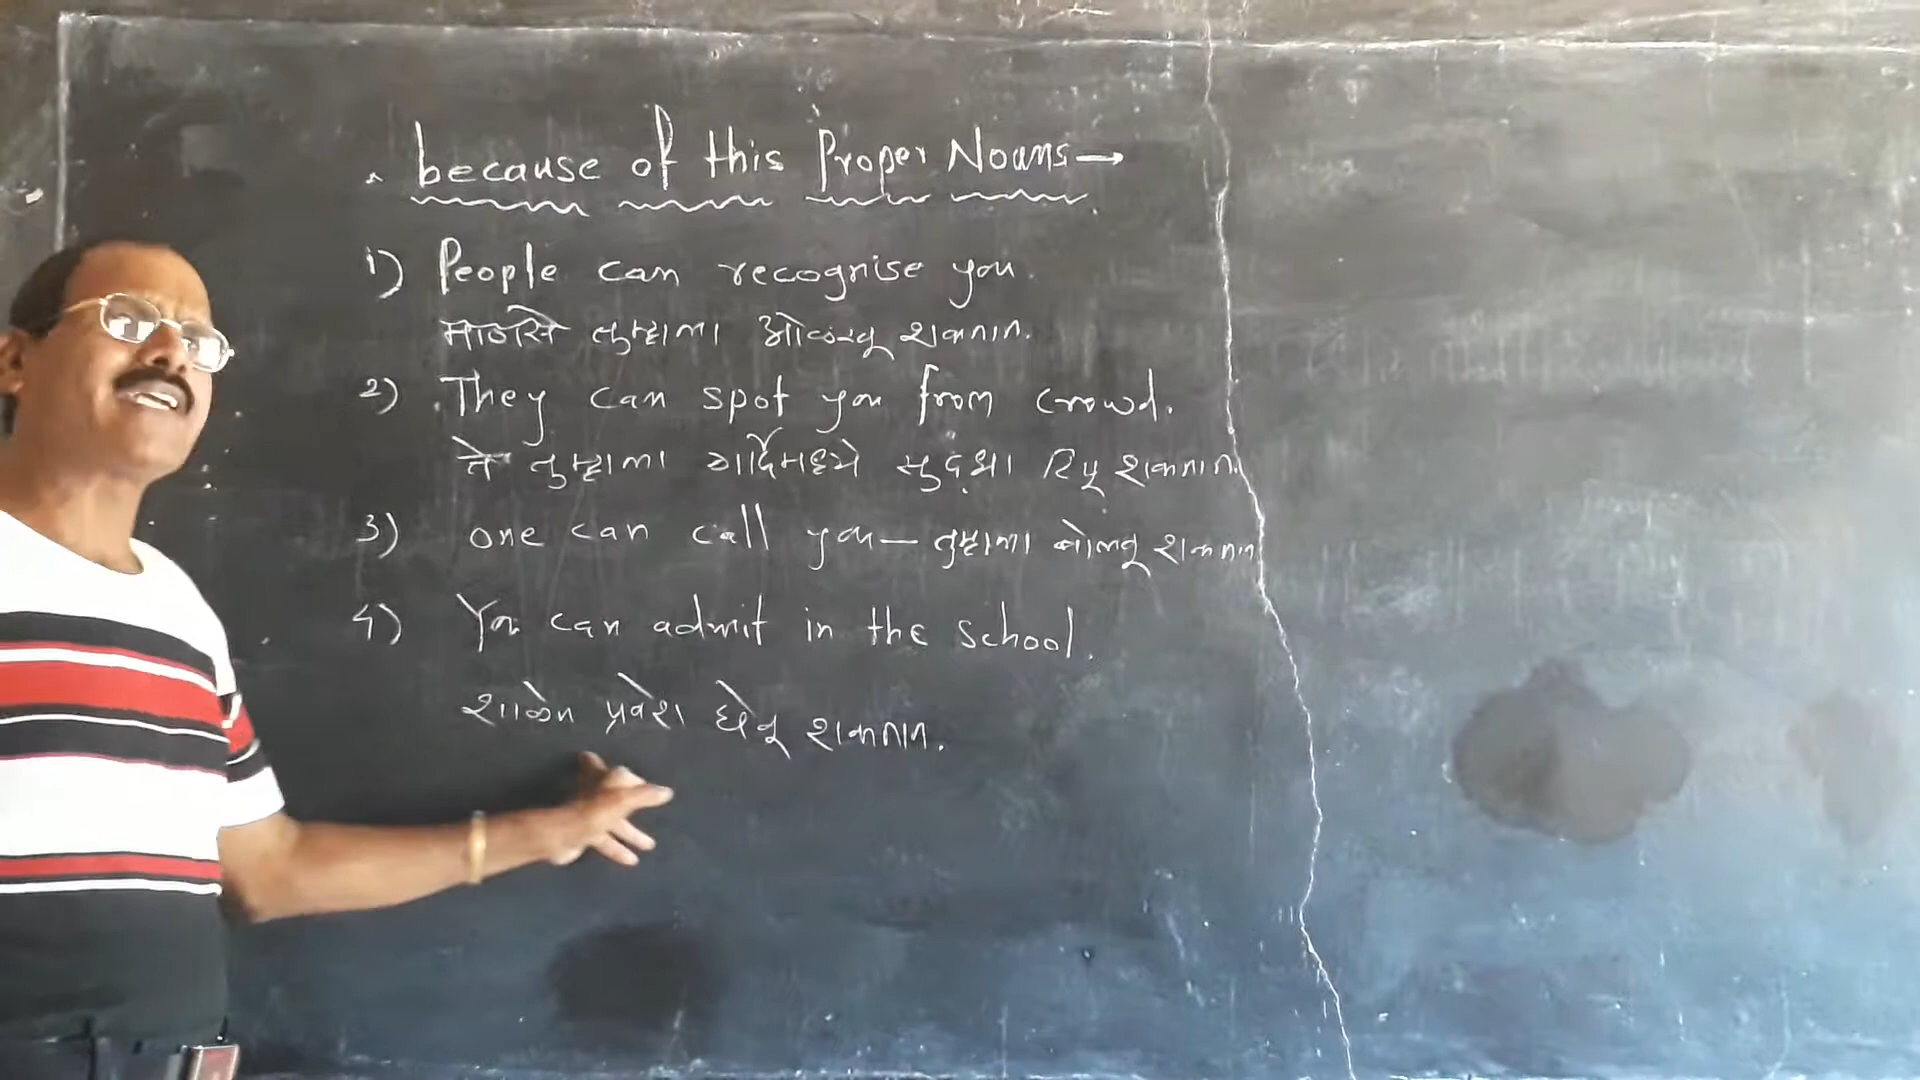 because of this Proper Nouns→
1) People can recognise you.
माणसे तुम्हाला ओळखू शकतात.
2) They can spot you from crowd.
ते तुम्हाला गर्दिमध्ये सुद्धा टिपू शकतात.
3) one can call you— तुम्हाला बोलवू शकतात
4) You can admit in the school.
शाळेत प्रवेश घेवू शकतात.